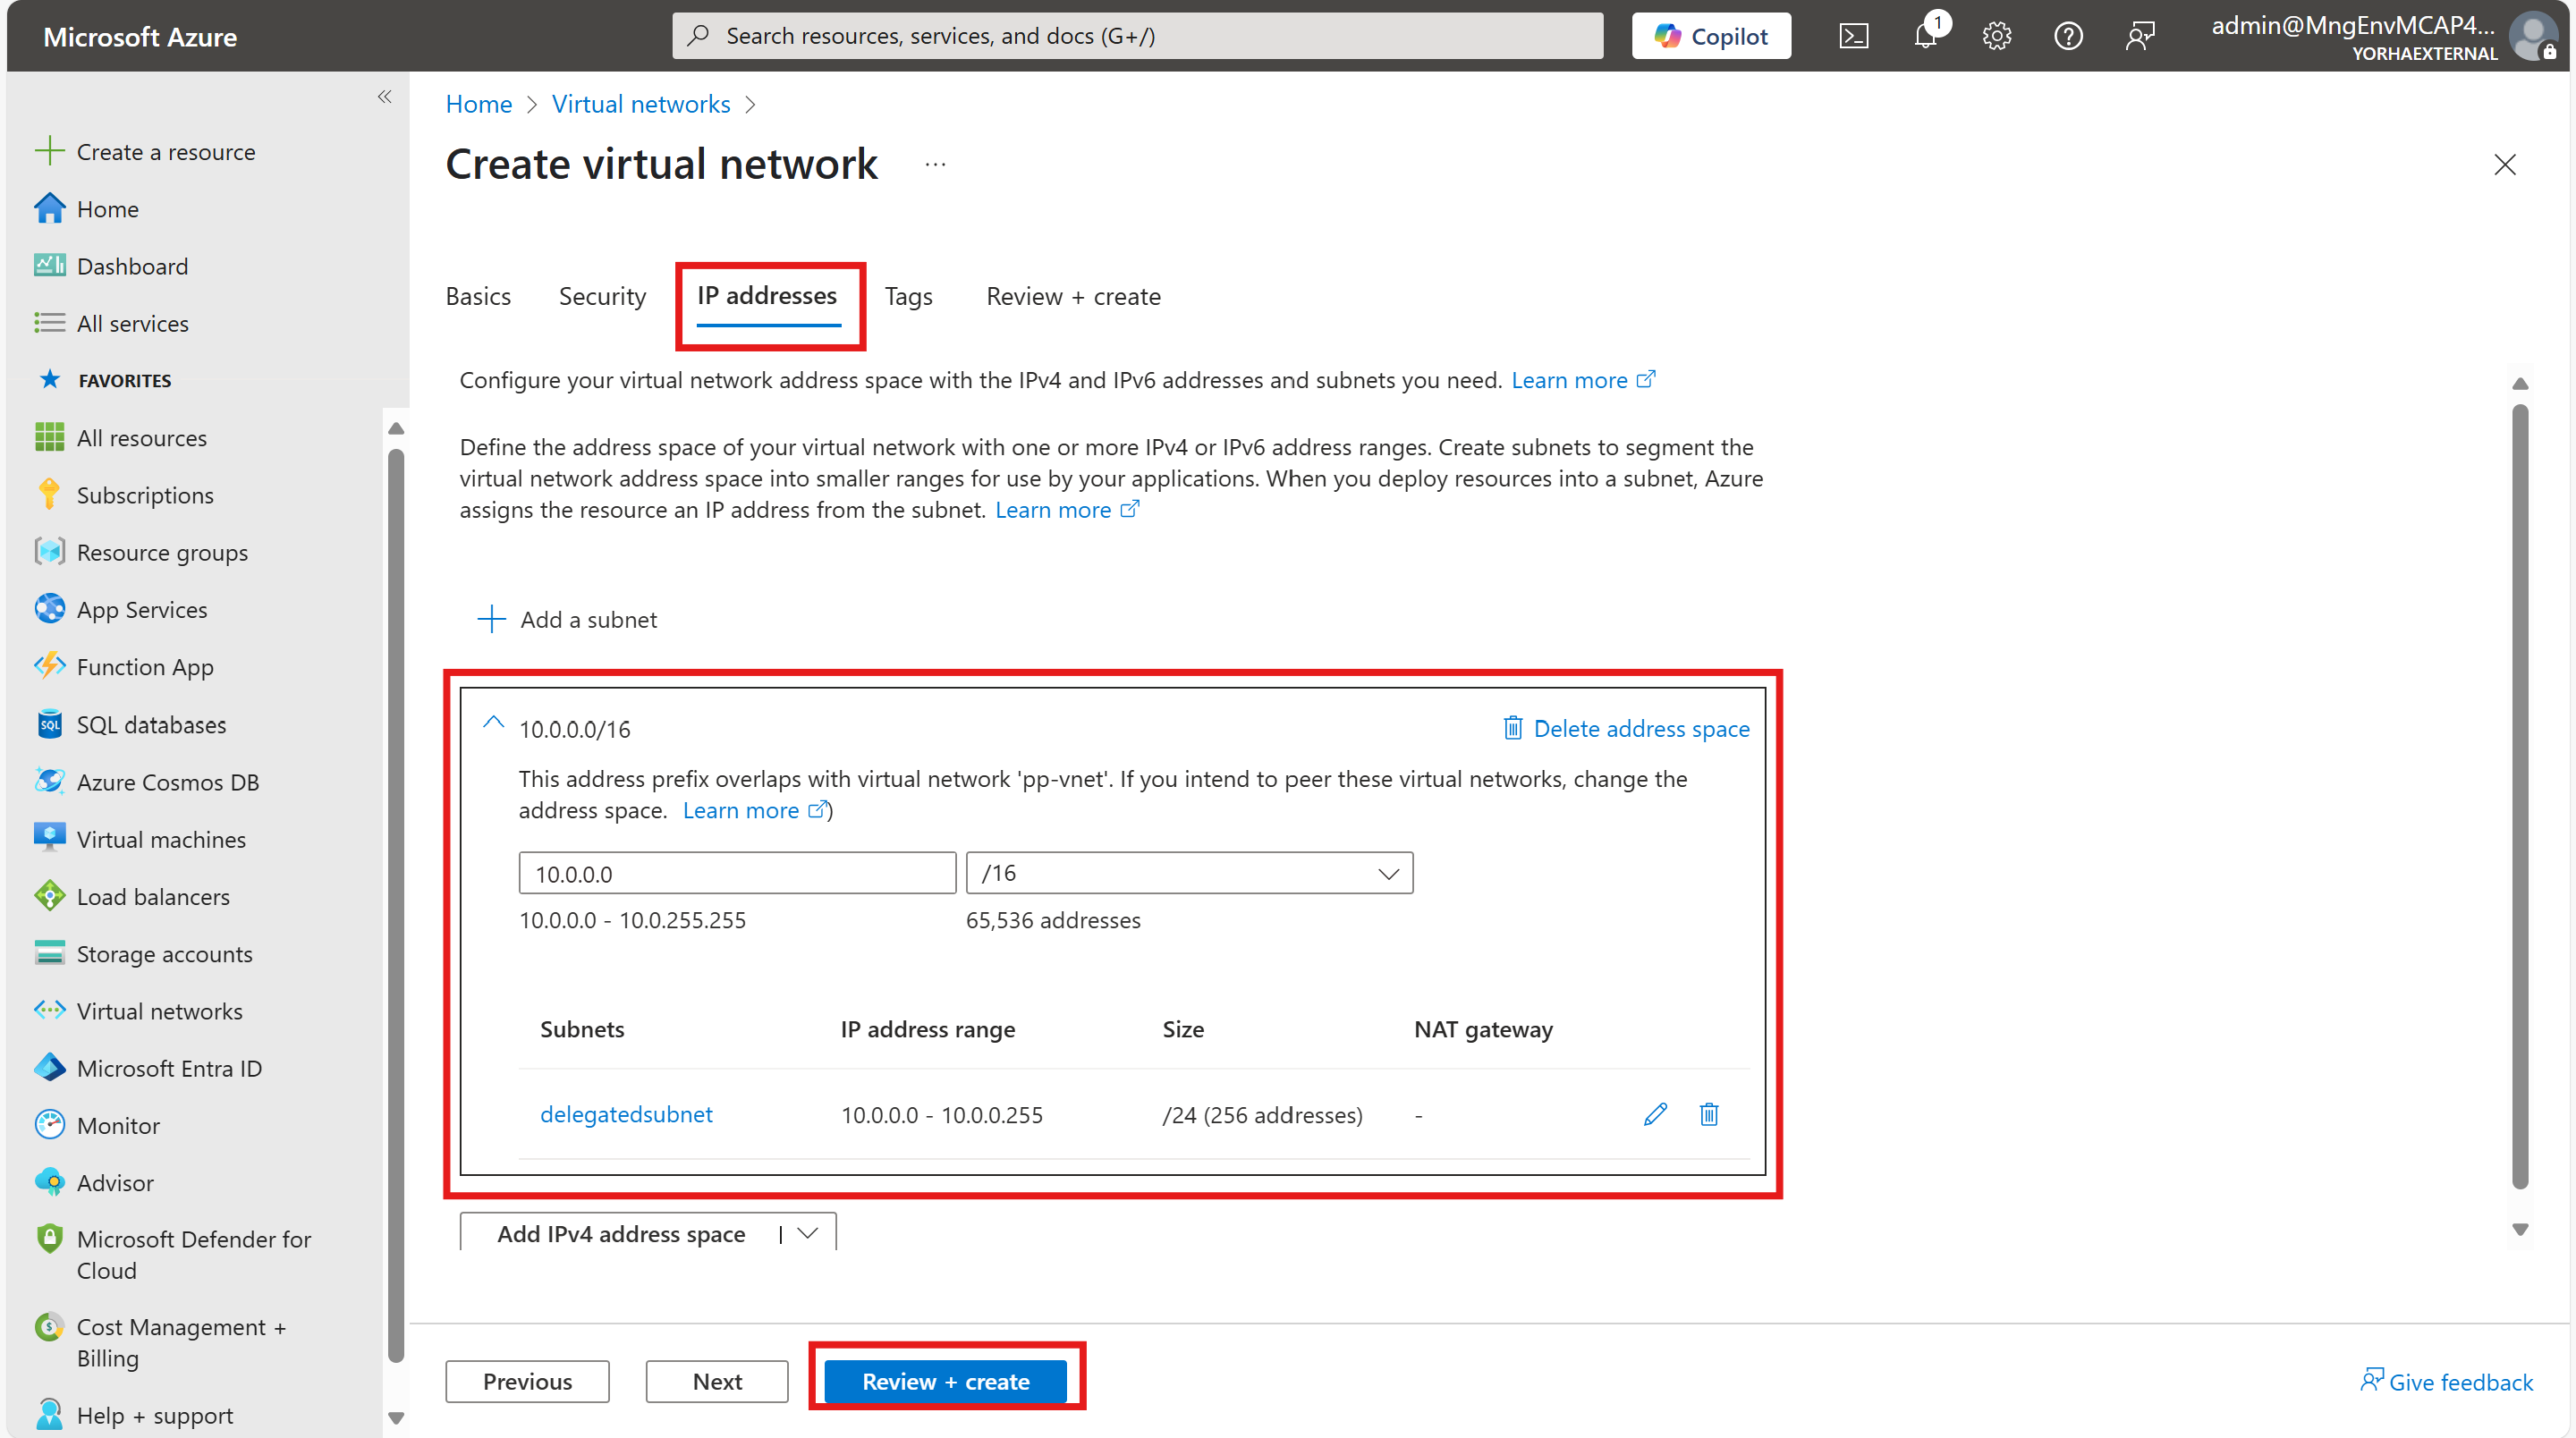 Microsoft Azure
Search resources, services, and docs (G+/)
Copilot
1
admin@MngEnvMCAP4...
YORHAEXTERNAL
Create a resource
Home
Dashboard
All services
FAVORITES
All resources
Subscriptions
Resource groups
App Services
Function App
SQL databases
Azure Cosmos DB
Virtual machines
Load balancers
Storage accounts
Virtual networks
Microsoft Entra ID
Monitor
Advisor
Microsoft Defender for
Cloud
Cost Management +
Billing
Help + support
Home > Virtual networks >
Create virtual network ...
Basics Security IP addresses Tags Review + create
Configure your virtual network address space with the IPv4 and IPv6 addresses and subnets you need. Learn more
Define the address space of your virtual network with one or more IPv4 or IPv6 address ranges. Create subnets to segment the
virtual network address space into smaller ranges for use by your applications. When you deploy resources into a subnet, Azure
assigns the resource an IP address from the subnet. Learn more
Add a subnet
10.0.0.0/16 Delete address space
This address prefix overlaps with virtual network 'pp-vnet'. If you intend to peer these virtual networks, change the
address space. Learn more )
10.0.0.0 /16
10.0.0.0 - 10.0.255.255 65,536 addresses
Subnets IP address range Size NAT gateway
delegatedsubnet 10.0.0.0 - 10.0.0.255 /24 (256 addresses) -
Add IPv4 address space |
Previous Next Review + create
Give feedback